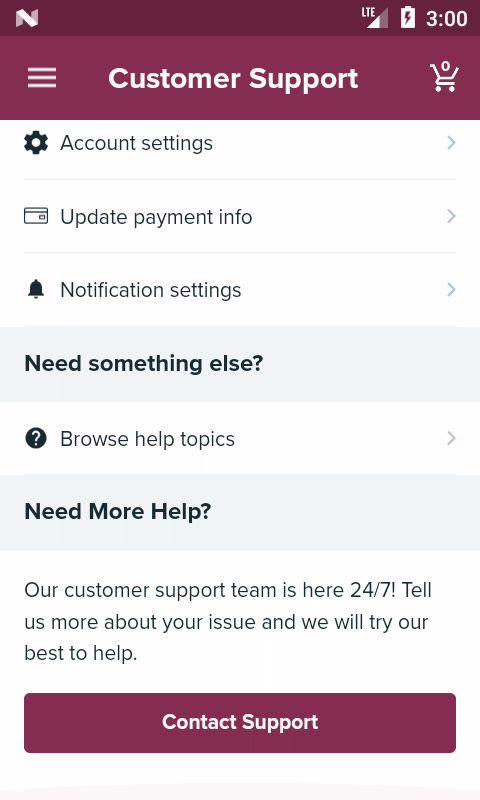 LTE 3:00
Customer Support
0
Account settings
Update payment info
Notification settings
Need something else?
Browse help topics
Need More Help?
Our customer support team is here 24/7! Tell
us more about your issue and we will try our
best to help.
Contact Support